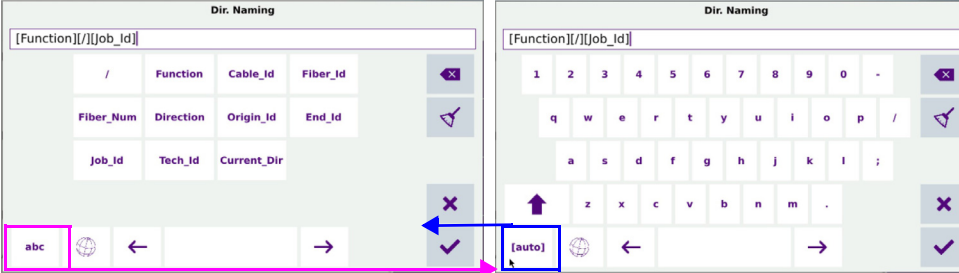 Dir. Naming
[Function][/][Job_Id]
/ Function Cable_Id Fiber_Id
Fiber_Num Direction Origin_Id End_Id
Job_Id Tech_Id Current_Dir
abc
Dir. Naming
[Function][/][Job_Id]
1 2 3 4 5 6 7 8 9 0 -
q w e r t y u i o p /
a s d f g h j k l ;
z x c v b n m .
[auto]